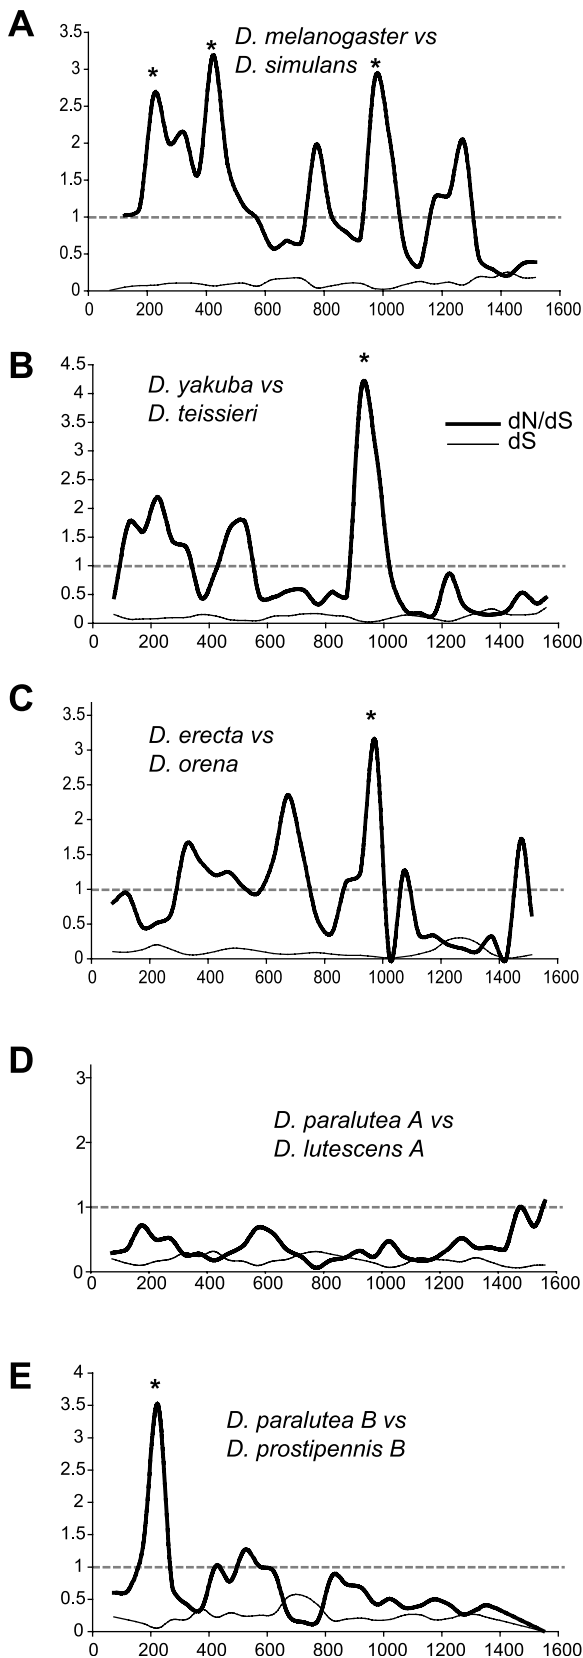 A
D. melanogaster vs
D. simulans
* * *
3.5
3
2.5
2
1.5
1
0.5
0
0 200 400 600 800 1000 1200 1400 1600
B
D. yakuba vs
D. teissieri
*
dN/dS
dS
4.5
4
3.5
3
2.5
2
1.5
1
0.5
0
0 200 400 600 800 1000 1200 1400 1600
C
D. erecta vs
D. orena
*
3.5
3
2.5
2
1.5
1
0.5
0
0 200 400 600 800 1000 1200 1400 1600
D
D. paralutea A vs
D. lutescens A
3
2
1
0
0 200 400 600 800 1000 1200 1400 1600
E
*
D. paralutea B vs
D. prostipennis B
4
3.5
3
2.5
2
1.5
1
0.5
0
0 200 400 600 800 1000 1200 1400 1600